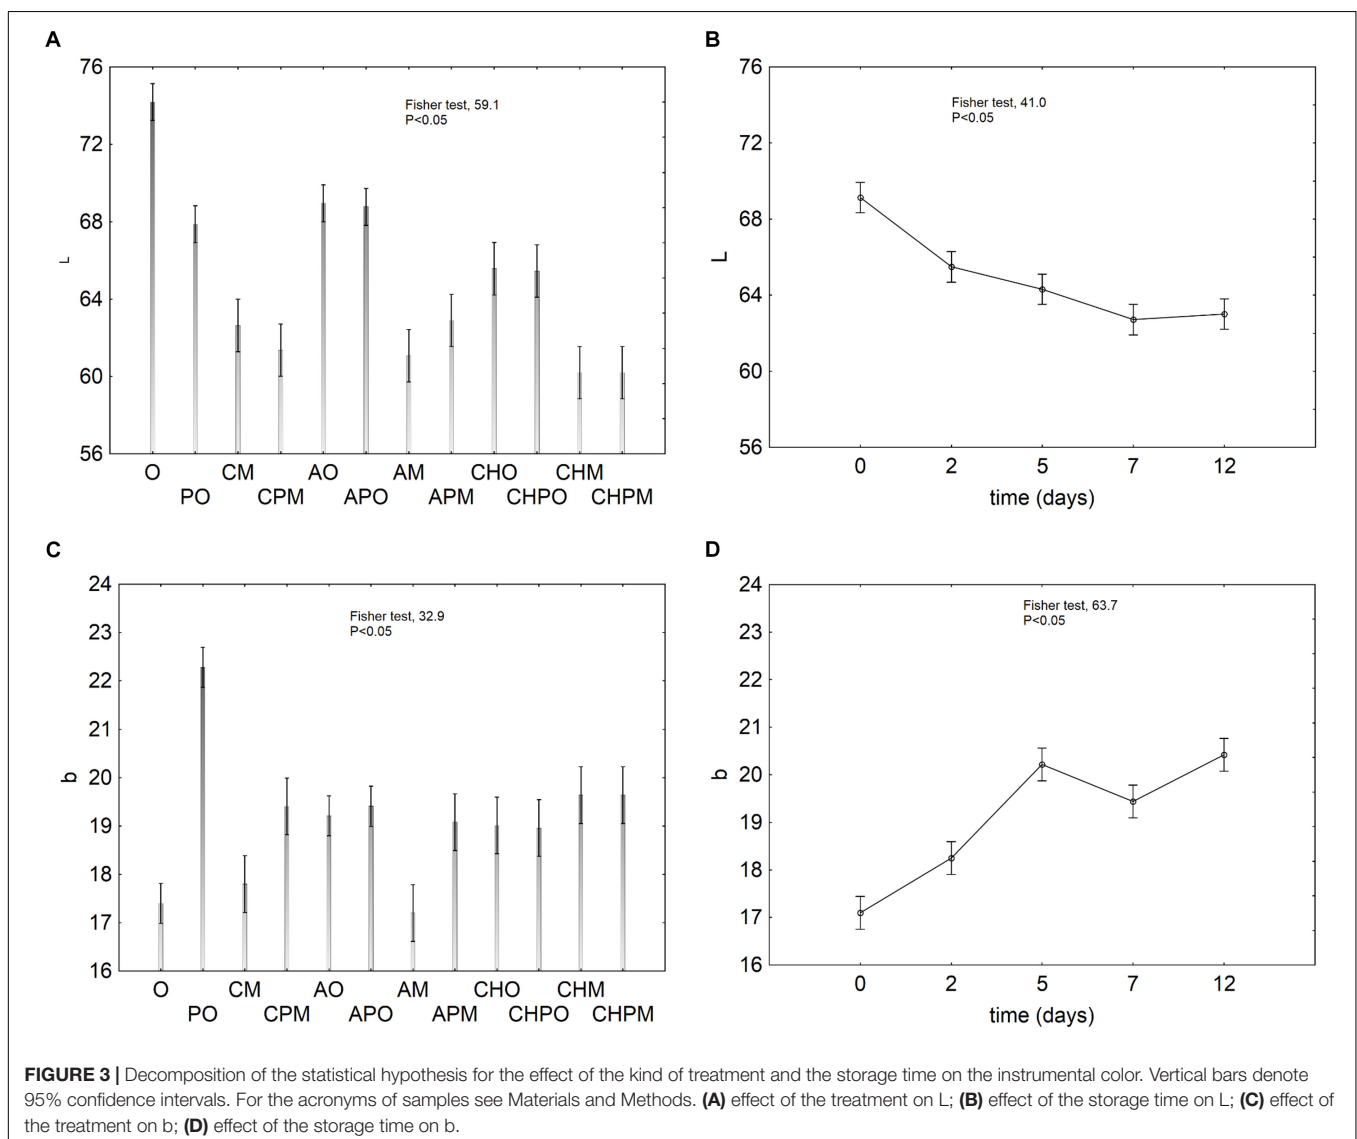 A
76
72
68
64
60
56
L
Fisher test, 59.1
P<0.05
O CM AO AM CHO CHM
PO CPM APO APM CHPO CHPM
B
76
72
68
64
60
56
L
Fisher test, 41.0
P<0.05
0 2 5 7 12
time (days)
C
24
23
22
21
20
19
18
17
16
b
Fisher test, 32.9
P<0.05
O CM AO AM CHO CHM
PO CPM APO APM CHPO CHPM
D
24
23
22
21
20
19
18
17
16
b
Fisher test, 63.7
P<0.05
0 2 5 7 12
time (days)
FIGURE 3 | Decomposition of the statistical hypothesis for the effect of the kind of treatment and the storage time on the instrumental color. Vertical bars denote
95% confidence intervals. For the acronyms of samples see Materials and Methods. (A) effect of the treatment on L; (B) effect of the storage time on L; (C) effect of
the treatment on b; (D) effect of the storage time on b.